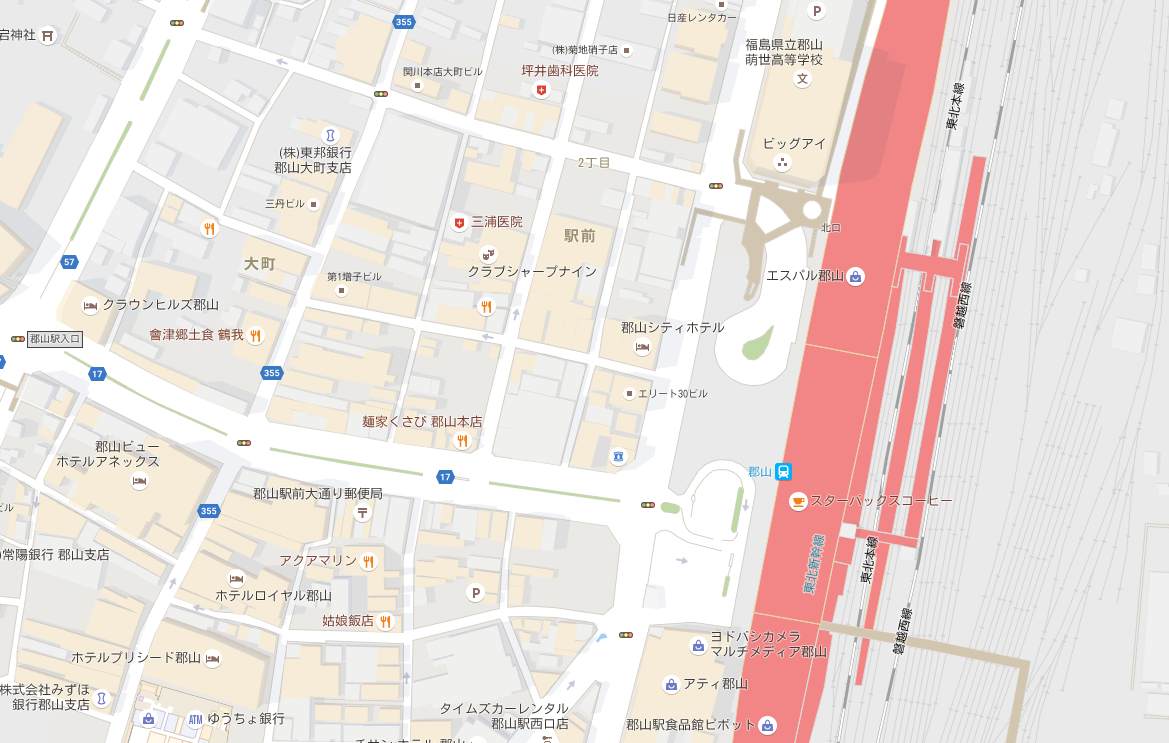 355
日産レンタカー
P
岩神社
(株)菊地硝子店
福島県立郡山
萌世高等学校
文
関川本店大町ビル
坪井歯科医院
東北本線
(株)東邦銀行
郡山大町支店
2丁目
ビッグアイ
三丹ビル
三浦医院
駅前
北口
大町
57
クラブシャープナイン
第1増子ビル
エスパル郡山
磐越西線
クラウンヒルズ郡山
會津郷土食 鶴我
郡山シティホテル
郡山駅入口
17
355
エリート30ビル
麺家くさび 郡山本店
郡山ビュー
ホテルアネックス
17
郡山
郡山駅前大通り郵便局
〒
スターバックスコーヒー
355
ビル
)常陽銀行 郡山支店
アクアマリン
東北新幹線
東北本線
ホテルロイヤル郡山
P
姑娘飯店
磐越西線
ヨドバシカメラ
マルチメディア郡山
ホテルプリシード郡山
アティ郡山
株式会社みずほ
銀行郡山支店
ATM ゆうちょ銀行
タイムズカーレンタル
郡山駅西口店
郡山駅食品館ピボット
チサン ホテル 郡山